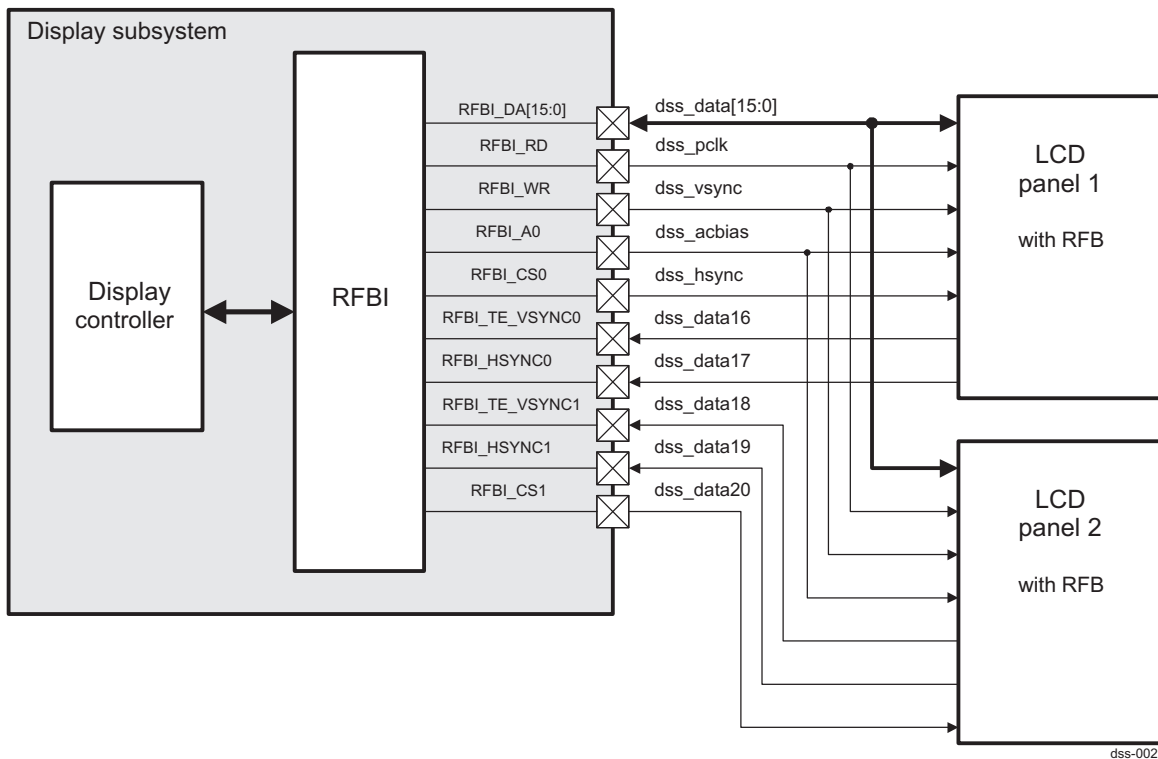 Display subsystem
RFBI_DA[15:0]
dss_data[15:0]
RFBI_RD
dss_pclk
RFBI_WR
dss_vsync
RFBI_A0
dss_acbias
RFBI_CS0
dss_hsync
RFBI_TE_VSYNC0
dss_data16
RFBI_HSYNC0
dss_data17
RFBI_TE_VSYNC1
dss_data18
RFBI_HSYNC1
dss_data19
RFBI_CS1
dss_data20
Display
controller
RFBI
LCD
panel 1
with RFB
LCD
panel 2
with RFB
dss-002